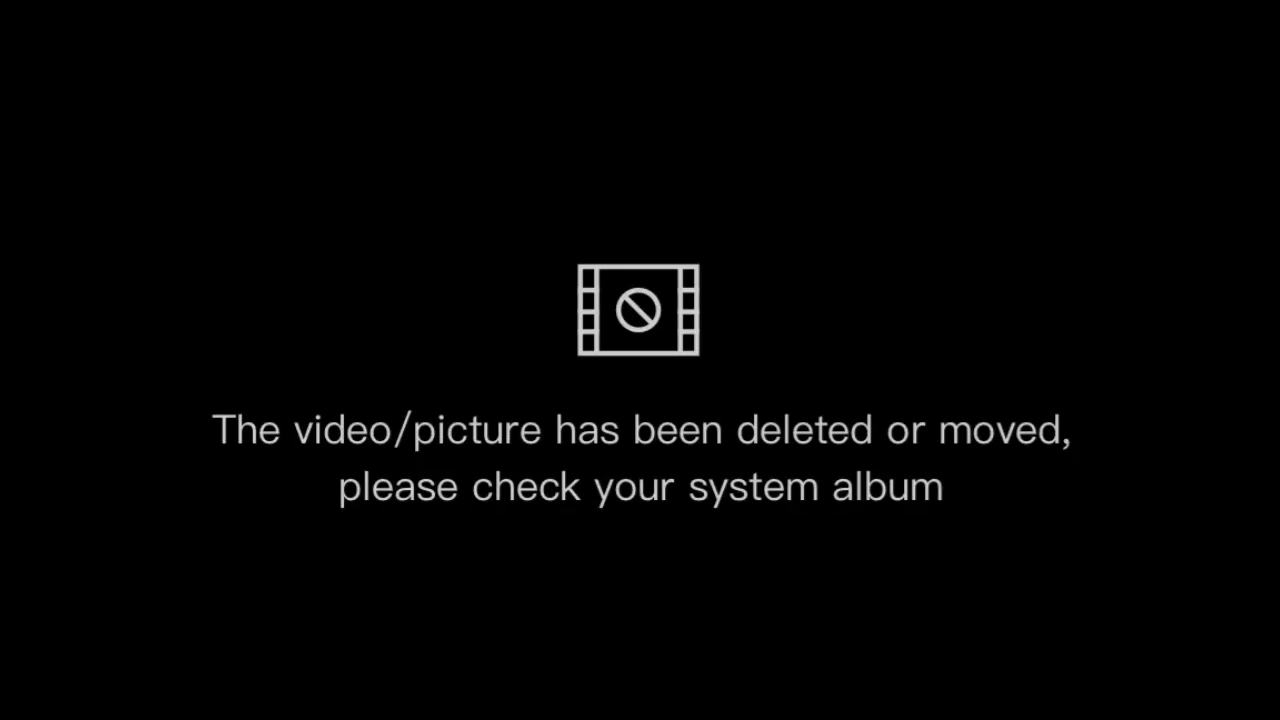 The video/picture has been deleted or moved,
please check your system album